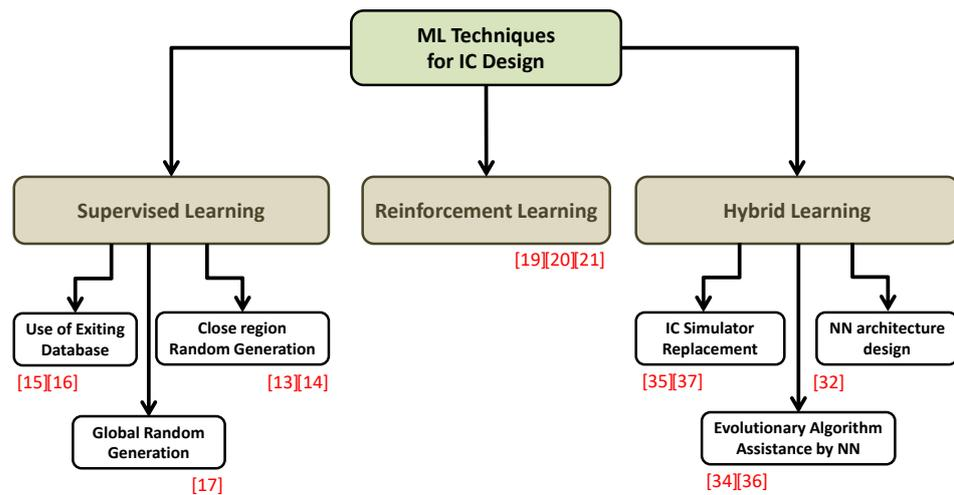 ML Techniques
for IC Design
Supervised Learning
Reinforcement Learning
Hybrid Learning
[19][20][21]
Use of Exiting
Database
[15][16]
Close region
Random Generation
[13][14]
Global Random
Generation
[17]
IC Simulator
Replacement
[35][37]
NN architecture
design
[32]
Evolutionary Algorithm
Assistance by NN
[34][36]